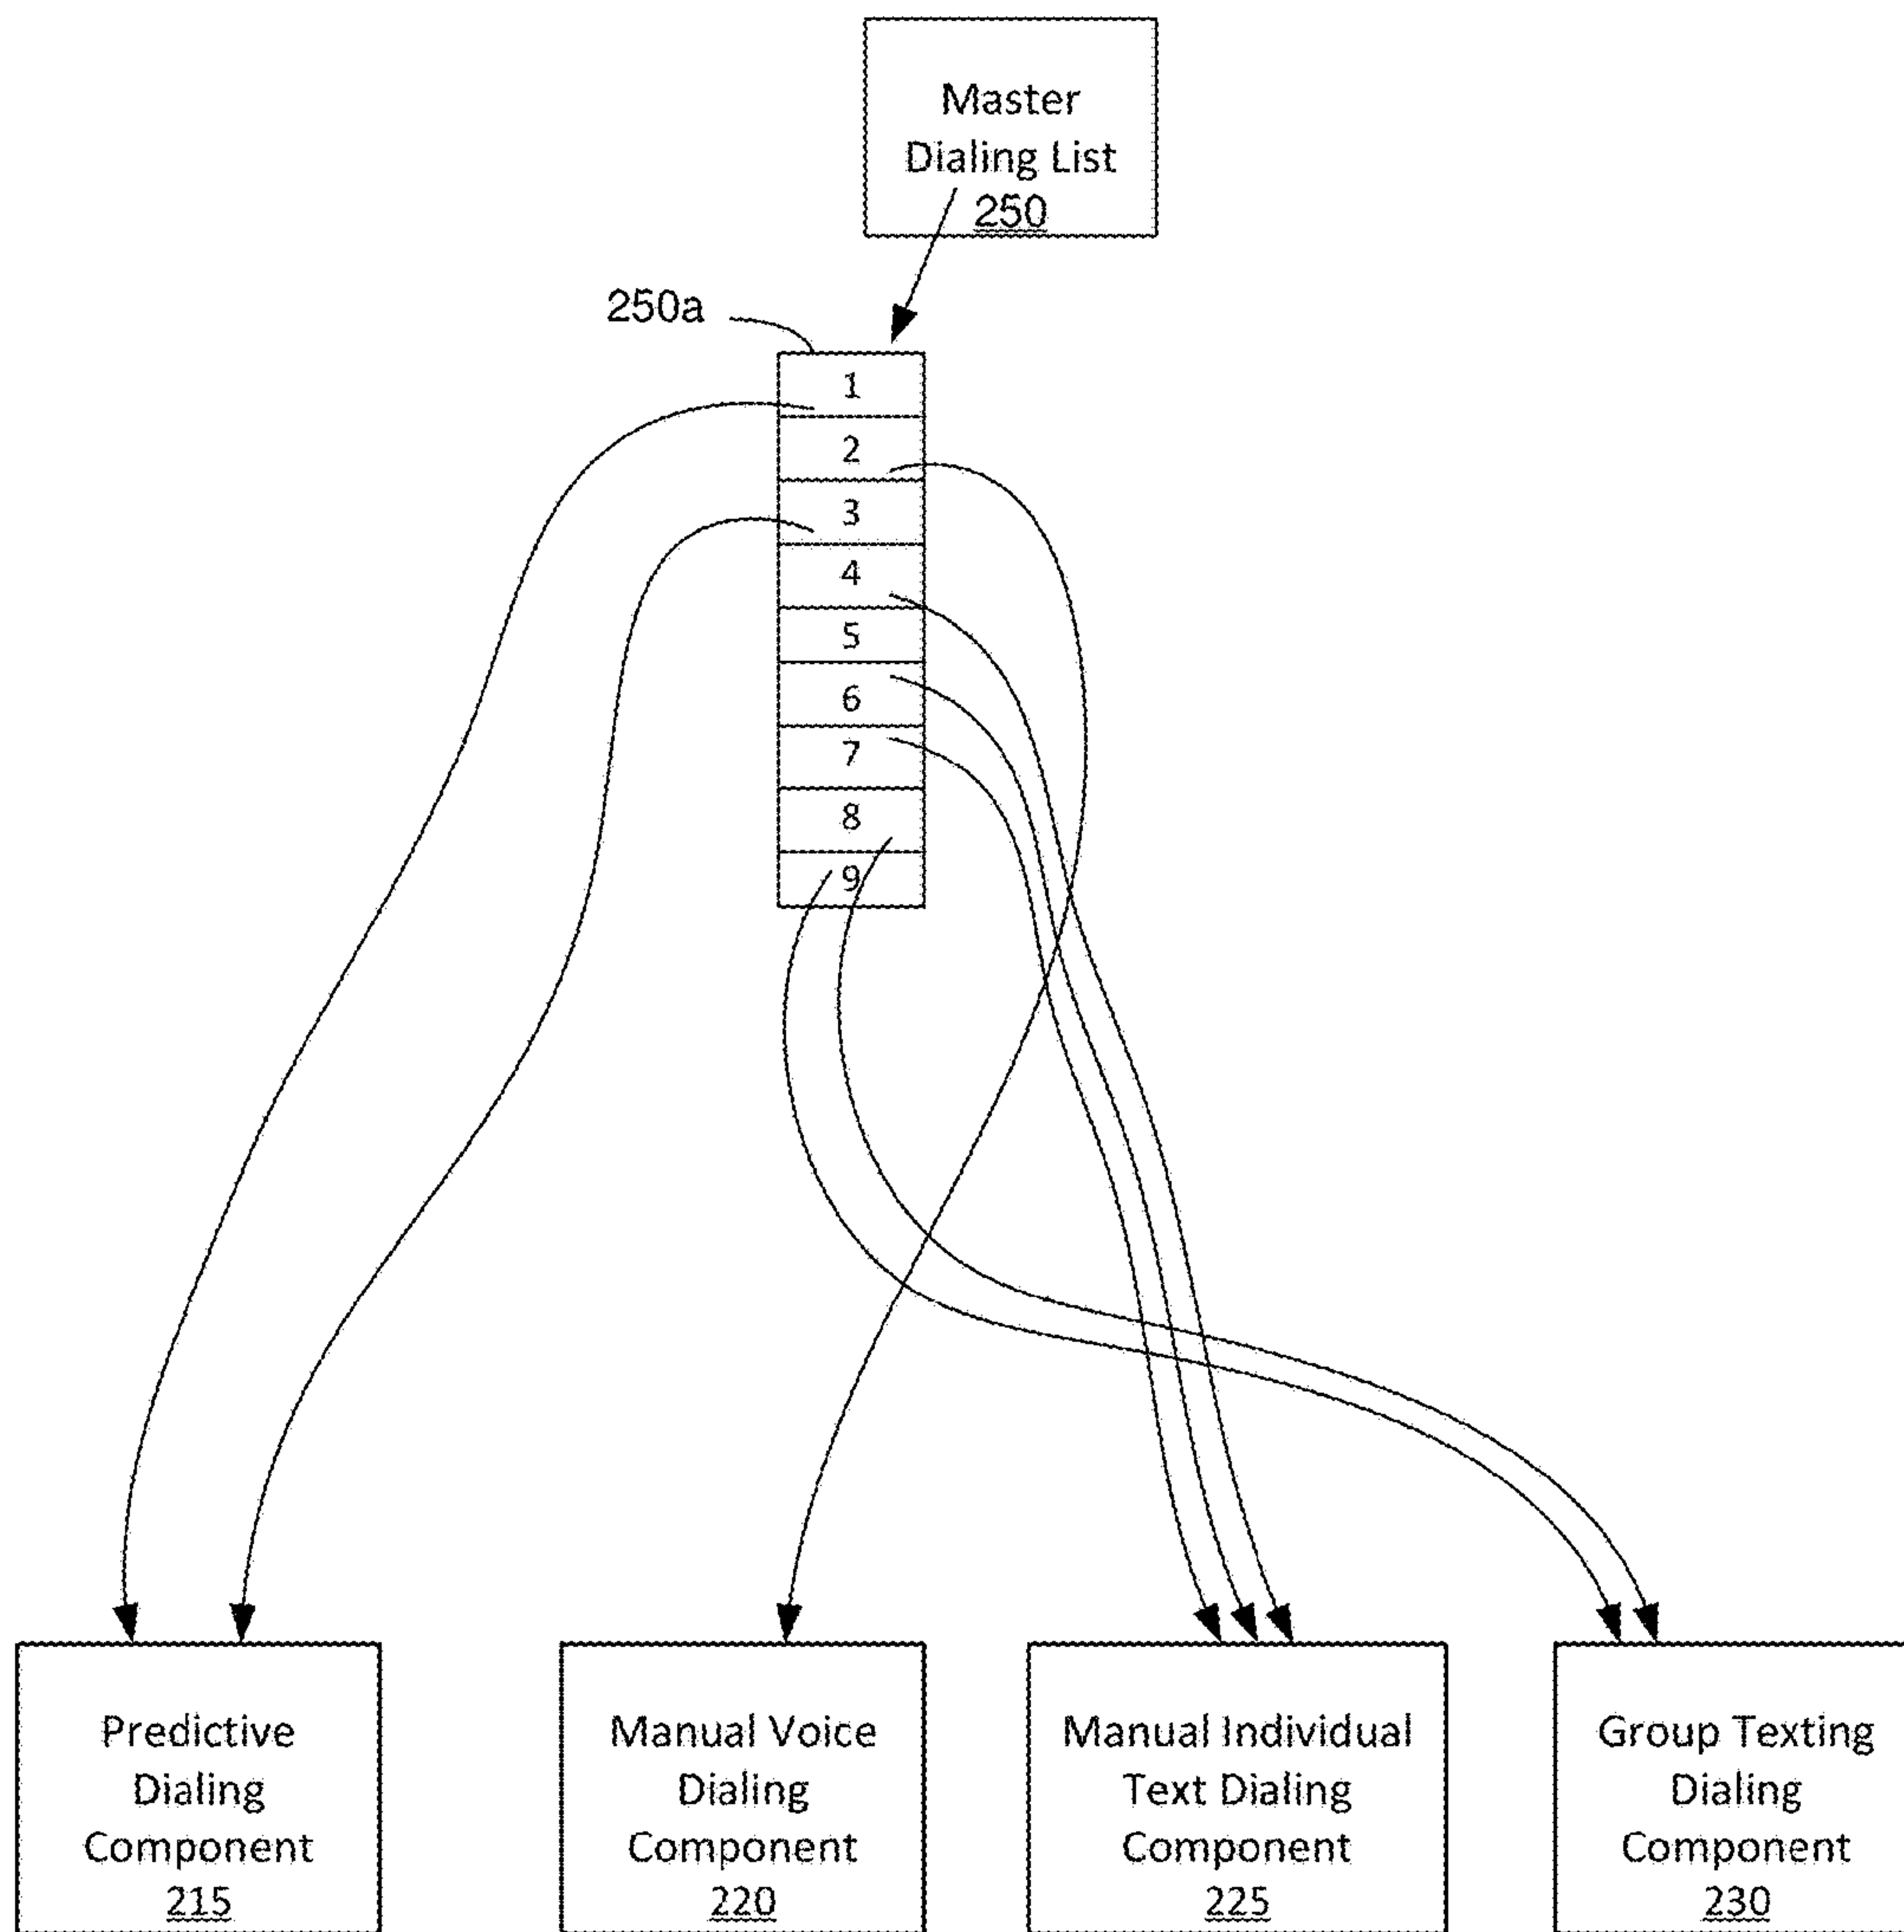 Master
Dialing List
250
250a
1
2
3
4
5
6
7
8
9
Predictive
Dialing
Component
215
Manual Voice
Dialing
Component
220
Manual Individual
Text Dialing
Component
225
Group Texting
Dialing
Component
230